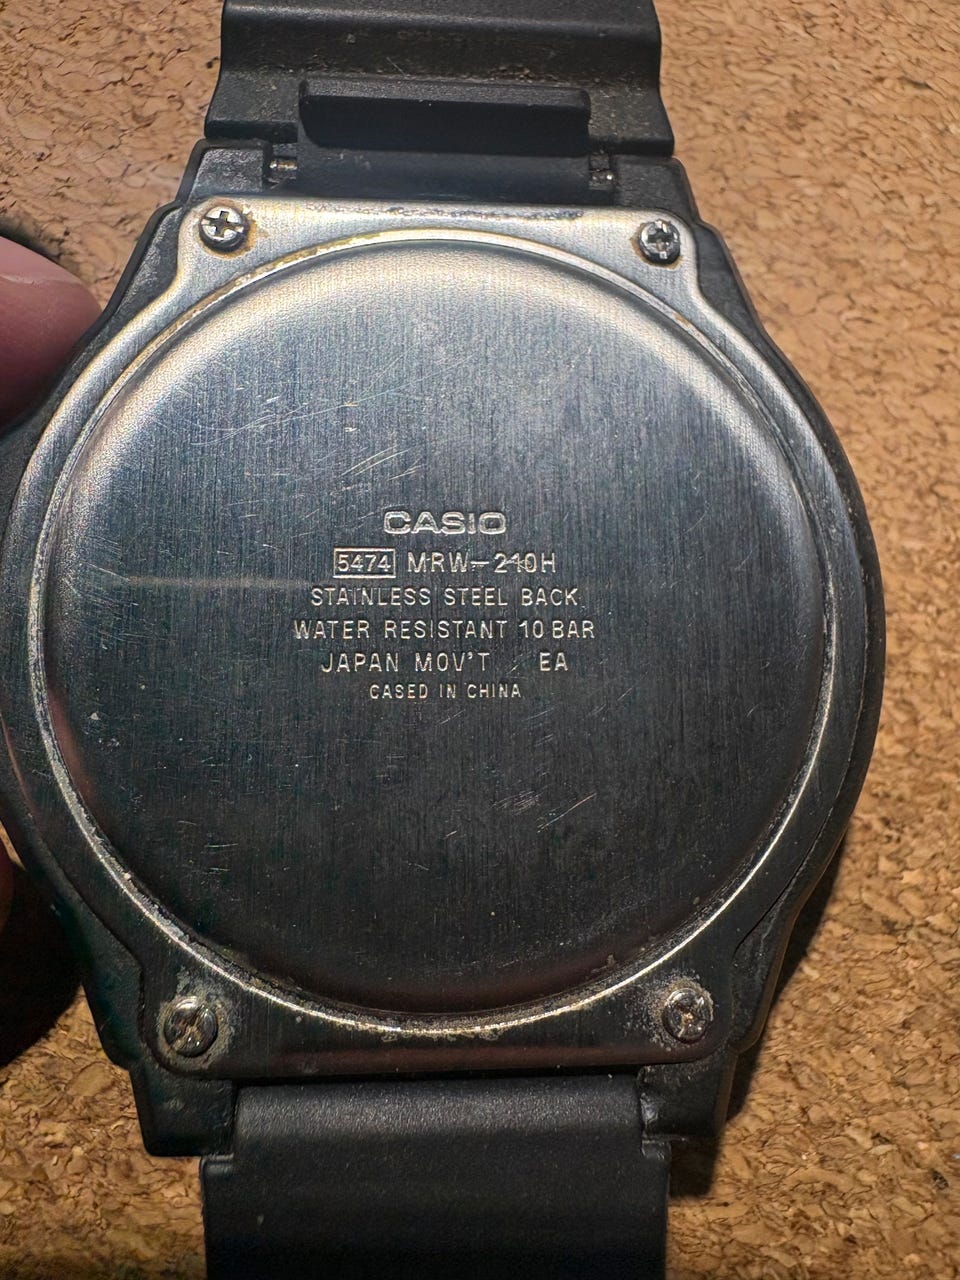 CASIO
5474 MRW-210H
STAINLESS STEEL BACK
WATER RESISTANT 10 BAR
JAPAN MOV'T EA
CASED IN CHINA